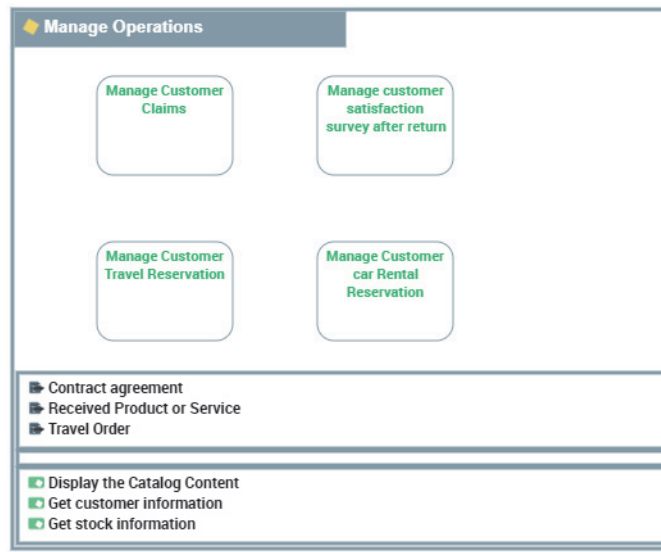 Manage Operations
Manage Customer
Claims
Manage customer
satisfaction
survey after return
Manage Customer
Travel Reservation
Manage Customer
car Rental
Reservation
Contract agreement
Received Product or Service
Travel Order
Display the Catalog Content
Get customer information
Get stock information